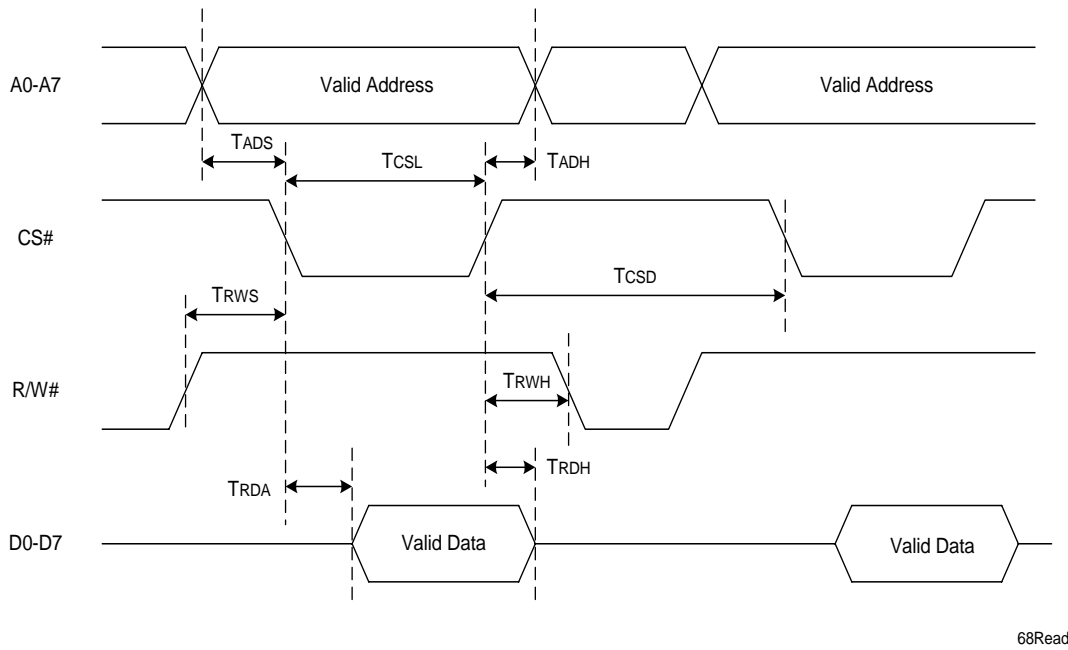 A0-A7
Valid Address
Valid Address
TADS
TCSL
TADH
CS#
TCSD
TRWS
R/W#
TRWH
TRDH
TRDA
D0-D7
Valid Data
Valid Data
68Read